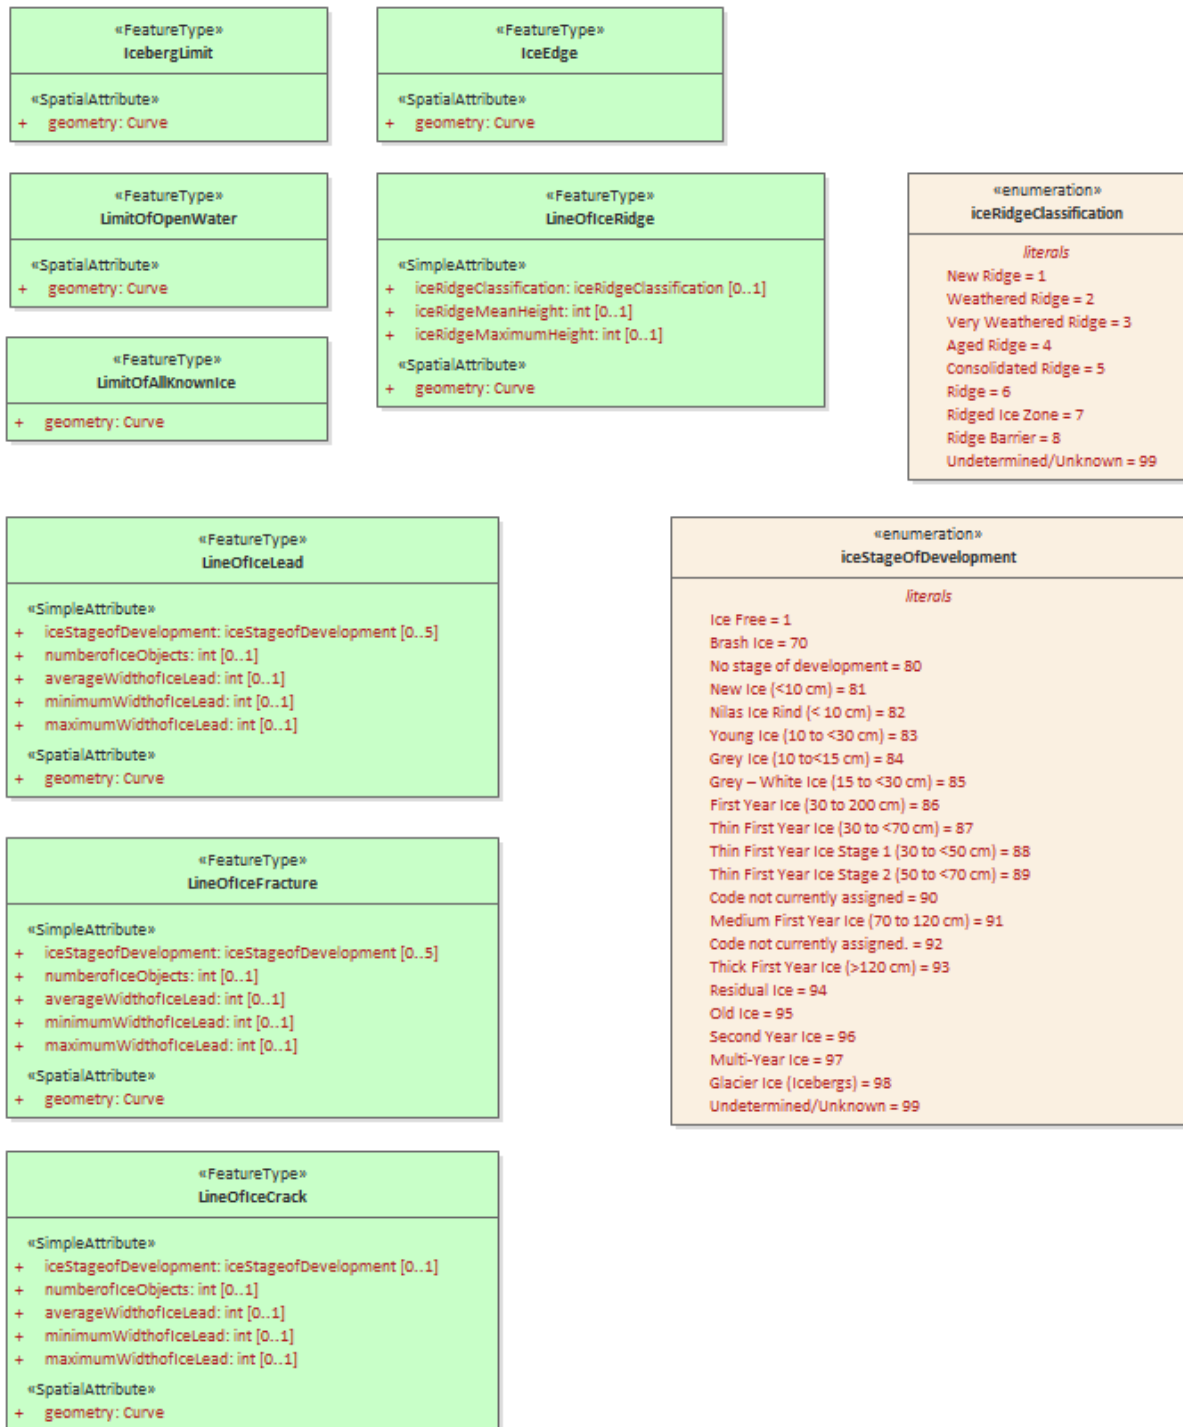 «FeatureType»
IcebergLimit
«SpatialAttribute»
+ geometry: Curve
«FeatureType»
IceEdge
«SpatialAttribute»
+ geometry: Curve
«FeatureType»
LimitOfOpenWater
«SpatialAttribute»
+ geometry: Curve
«FeatureType»
LineOfIceRidge
«SimpleAttribute»
+ iceRidgeClassification: iceRidgeClassification [0..1]
+ iceRidgeMeanHeight: int [0..1]
+ iceRidgeMaximumHeight: int [0..1]
«SpatialAttribute»
+ geometry: Curve
«enumeration»
iceRidgeClassification
literals
New Ridge = 1
Weathered Ridge = 2
Very Weathered Ridge = 3
Aged Ridge = 4
Consolidated Ridge = 5
Ridge = 6
Ridged Ice Zone = 7
Ridge Barrier = 8
Undetermined/Unknown = 99
«FeatureType»
LimitOfAllKnownIce
+ geometry: Curve
«FeatureType»
LineOfIceLead
«SimpleAttribute»
+ iceStageofDevelopment: iceStageofDevelopment [0..5]
+ numberofIceObjects: int [0..1]
+ averageWidthofIceLead: int [0..1]
+ minimumWidthofIceLead: int [0..1]
+ maximumWidthofIceLead: int [0..1]
«SpatialAttribute»
+ geometry: Curve
«enumeration»
iceStageOfDevelopment
literals
Ice Free = 1
Brash Ice = 70
No stage of development = 80
New Ice (<10 cm) = 81
Nilas Ice Rind (< 10 cm) = 82
Young Ice (10 to <30 cm) = 83
Grey Ice (10 to<15 cm) = 84
Grey – White Ice (15 to <30 cm) = 85
First Year Ice (30 to 200 cm) = 86
Thin First Year Ice (30 to <70 cm) = 87
Thin First Year Ice Stage 1 (30 to <50 cm) = 88
Thin First Year Ice Stage 2 (50 to <70 cm) = 89
Code not currently assigned = 90
Medium First Year Ice (70 to 120 cm) = 91
Code not currently assigned. = 92
Thick First Year Ice (>120 cm) = 93
Residual Ice = 94
Old Ice = 95
Second Year Ice = 96
Multi-Year Ice = 97
Glacier Ice (Icebergs) = 98
Undetermined/Unknown = 99
«FeatureType»
LineOfIceFracture
«SimpleAttribute»
+ iceStageofDevelopment: iceStageofDevelopment [0..5]
+ numberofIceObjects: int [0..1]
+ averageWidthofIceLead: int [0..1]
+ minimumWidthofIceLead: int [0..1]
+ maximumWidthofIceLead: int [0..1]
«SpatialAttribute»
+ geometry: Curve
«FeatureType»
LineOfIceCrack
«SimpleAttribute»
+ iceStageofDevelopment: iceStageofDevelopment [0..1]
+ numberofIceObjects: int [0..1]
+ averageWidthofIceLead: int [0..1]
+ minimumWidthofIceLead: int [0..1]
+ maximumWidthofIceLead: int [0..1]
«SpatialAttribute»
+ geometry: Curve